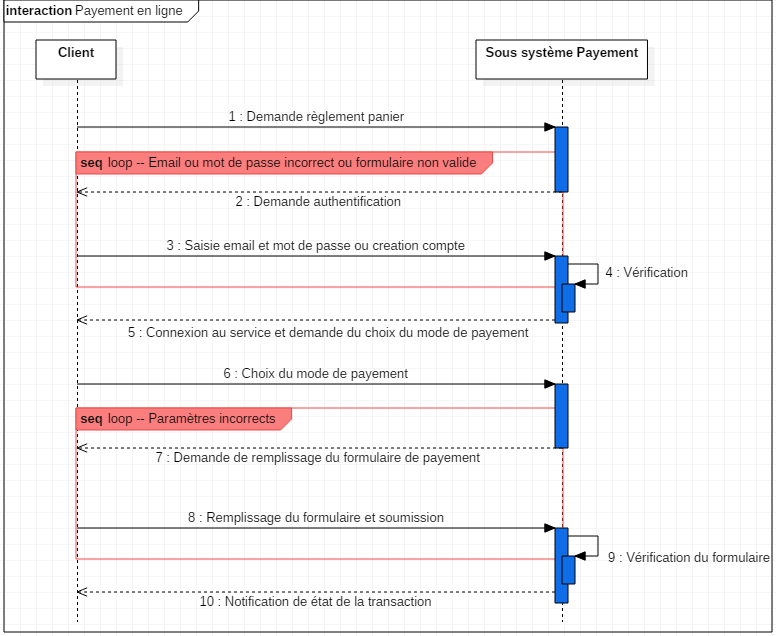 interaction Payement en ligne
Client
Sous système Payement
1 : Demande règlement panier
seq loop -- Email ou mot de passe incorrect ou formulaire non valide
2 : Demande authentification
3 : Saisie email et mot de passe ou creation compte
4 : Vérification
5 : Connexion au service et demande du choix du mode de payement
6 : Choix du mode de payement
seq loop -- Paramètres incorrects
7 : Demande de remplissage du formulaire de payement
8 : Remplissage du formulaire et soumission
9 : Vérification du formulaire
10 : Notification de état de la transaction